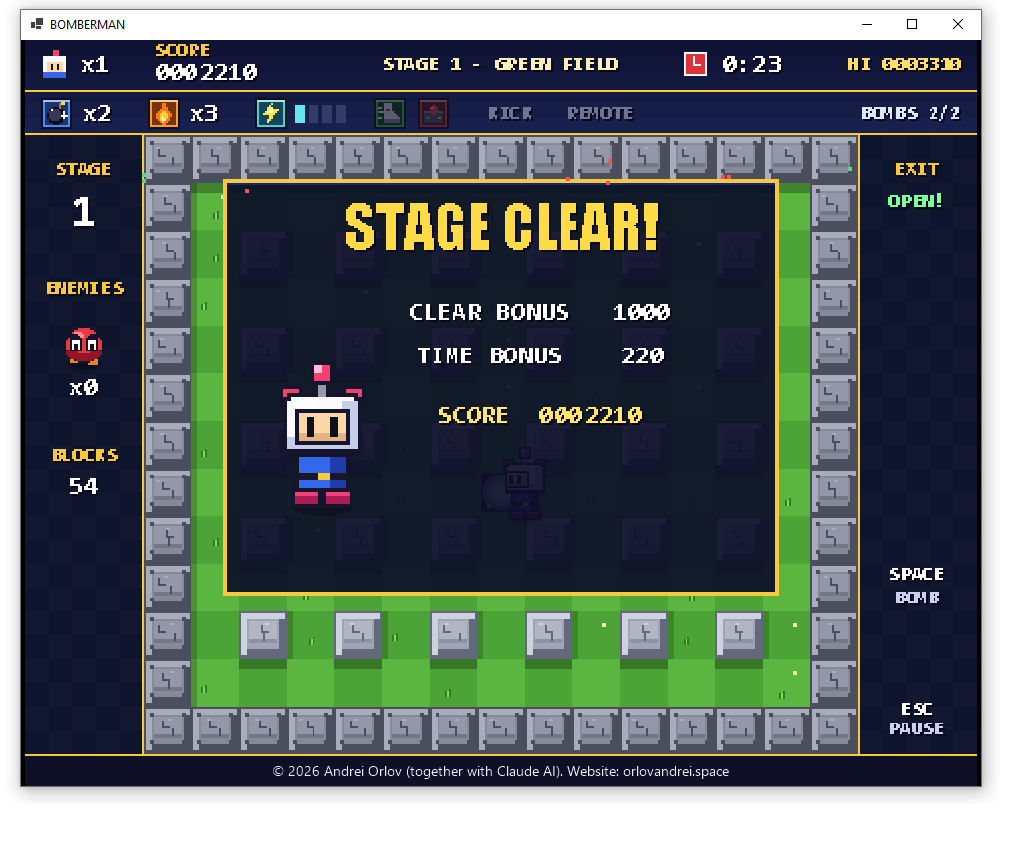 BOMBERMAN
x1
SCORE
0002210
STAGE 1 - GREEN FIELD
0:23
HI 0003310
x2
x3
KICK
REMOTE
BOMBS 2/2
STAGE
1
ENEMIES
x0
BLOCKS
54
STAGE CLEAR!
CLEAR BONUS 1000
TIME BONUS 220
SCORE 0002210
EXIT
OPEN!
SPACE
BOMB
ESC
PAUSE
© 2026 Andrei Orlov (together with Claude AI). Website: orlovandrei.space